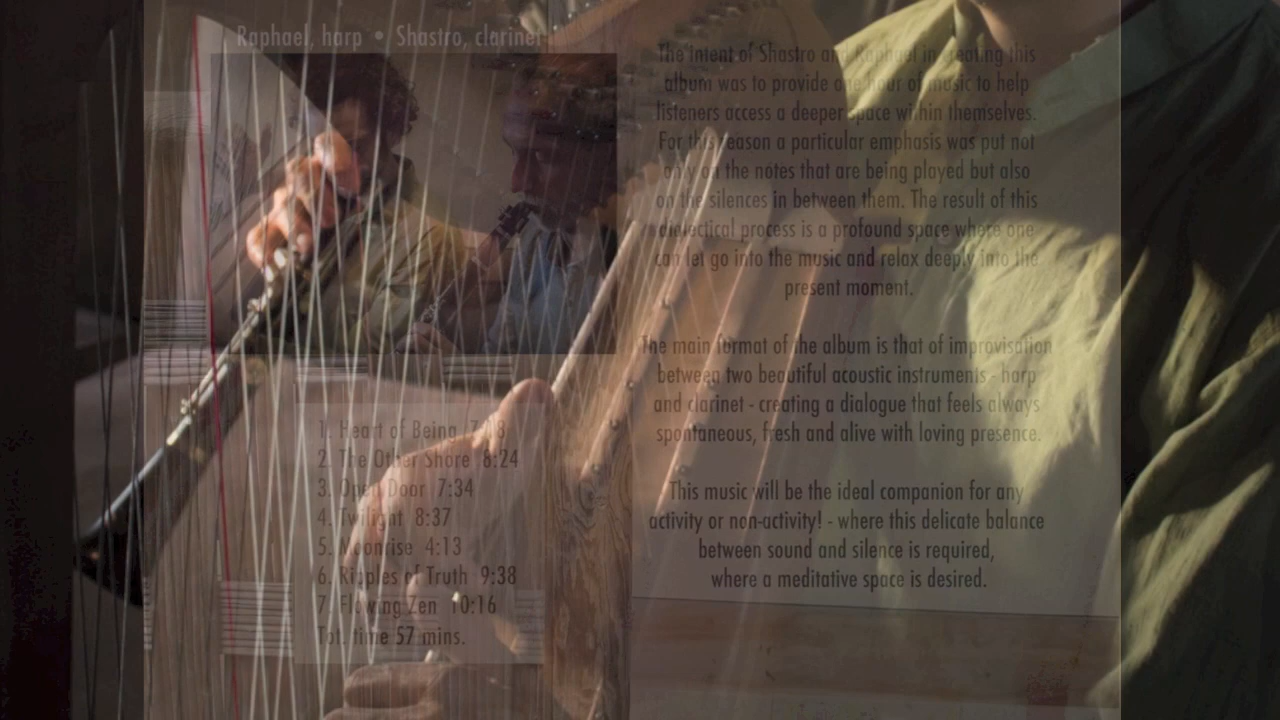 Raphael, harp • Shastro, clarinet
1. Heart of Being 7:18
2. The Other Shore 8:24
3. Open Door 7:34
4. Twilight 8:37
5. Moonrise 4:13
6. Ripples of Truth 9:38
7. Flowing Zen 10:16
Tot. time 57 mins.
The intent of Shastro and Raphael in creating this
album was to provide one hour of music to help
listeners access a deeper space within themselves.
For this reason a particular emphasis was put not
only on the notes that are being played but also
on the silences in between them. The result of this
dialectical process is a profound space where one
can let go into the music and relax deeply into the
present moment.
The main format of the album is that of improvisation
between two beautiful acoustic instruments - harp
and clarinet - creating a dialogue that feels always
spontaneous, fresh and alive with loving presence.
This music will be the ideal companion for any
activity or non-activity! - where this delicate balance
between sound and silence is required,
where a meditative space is desired.